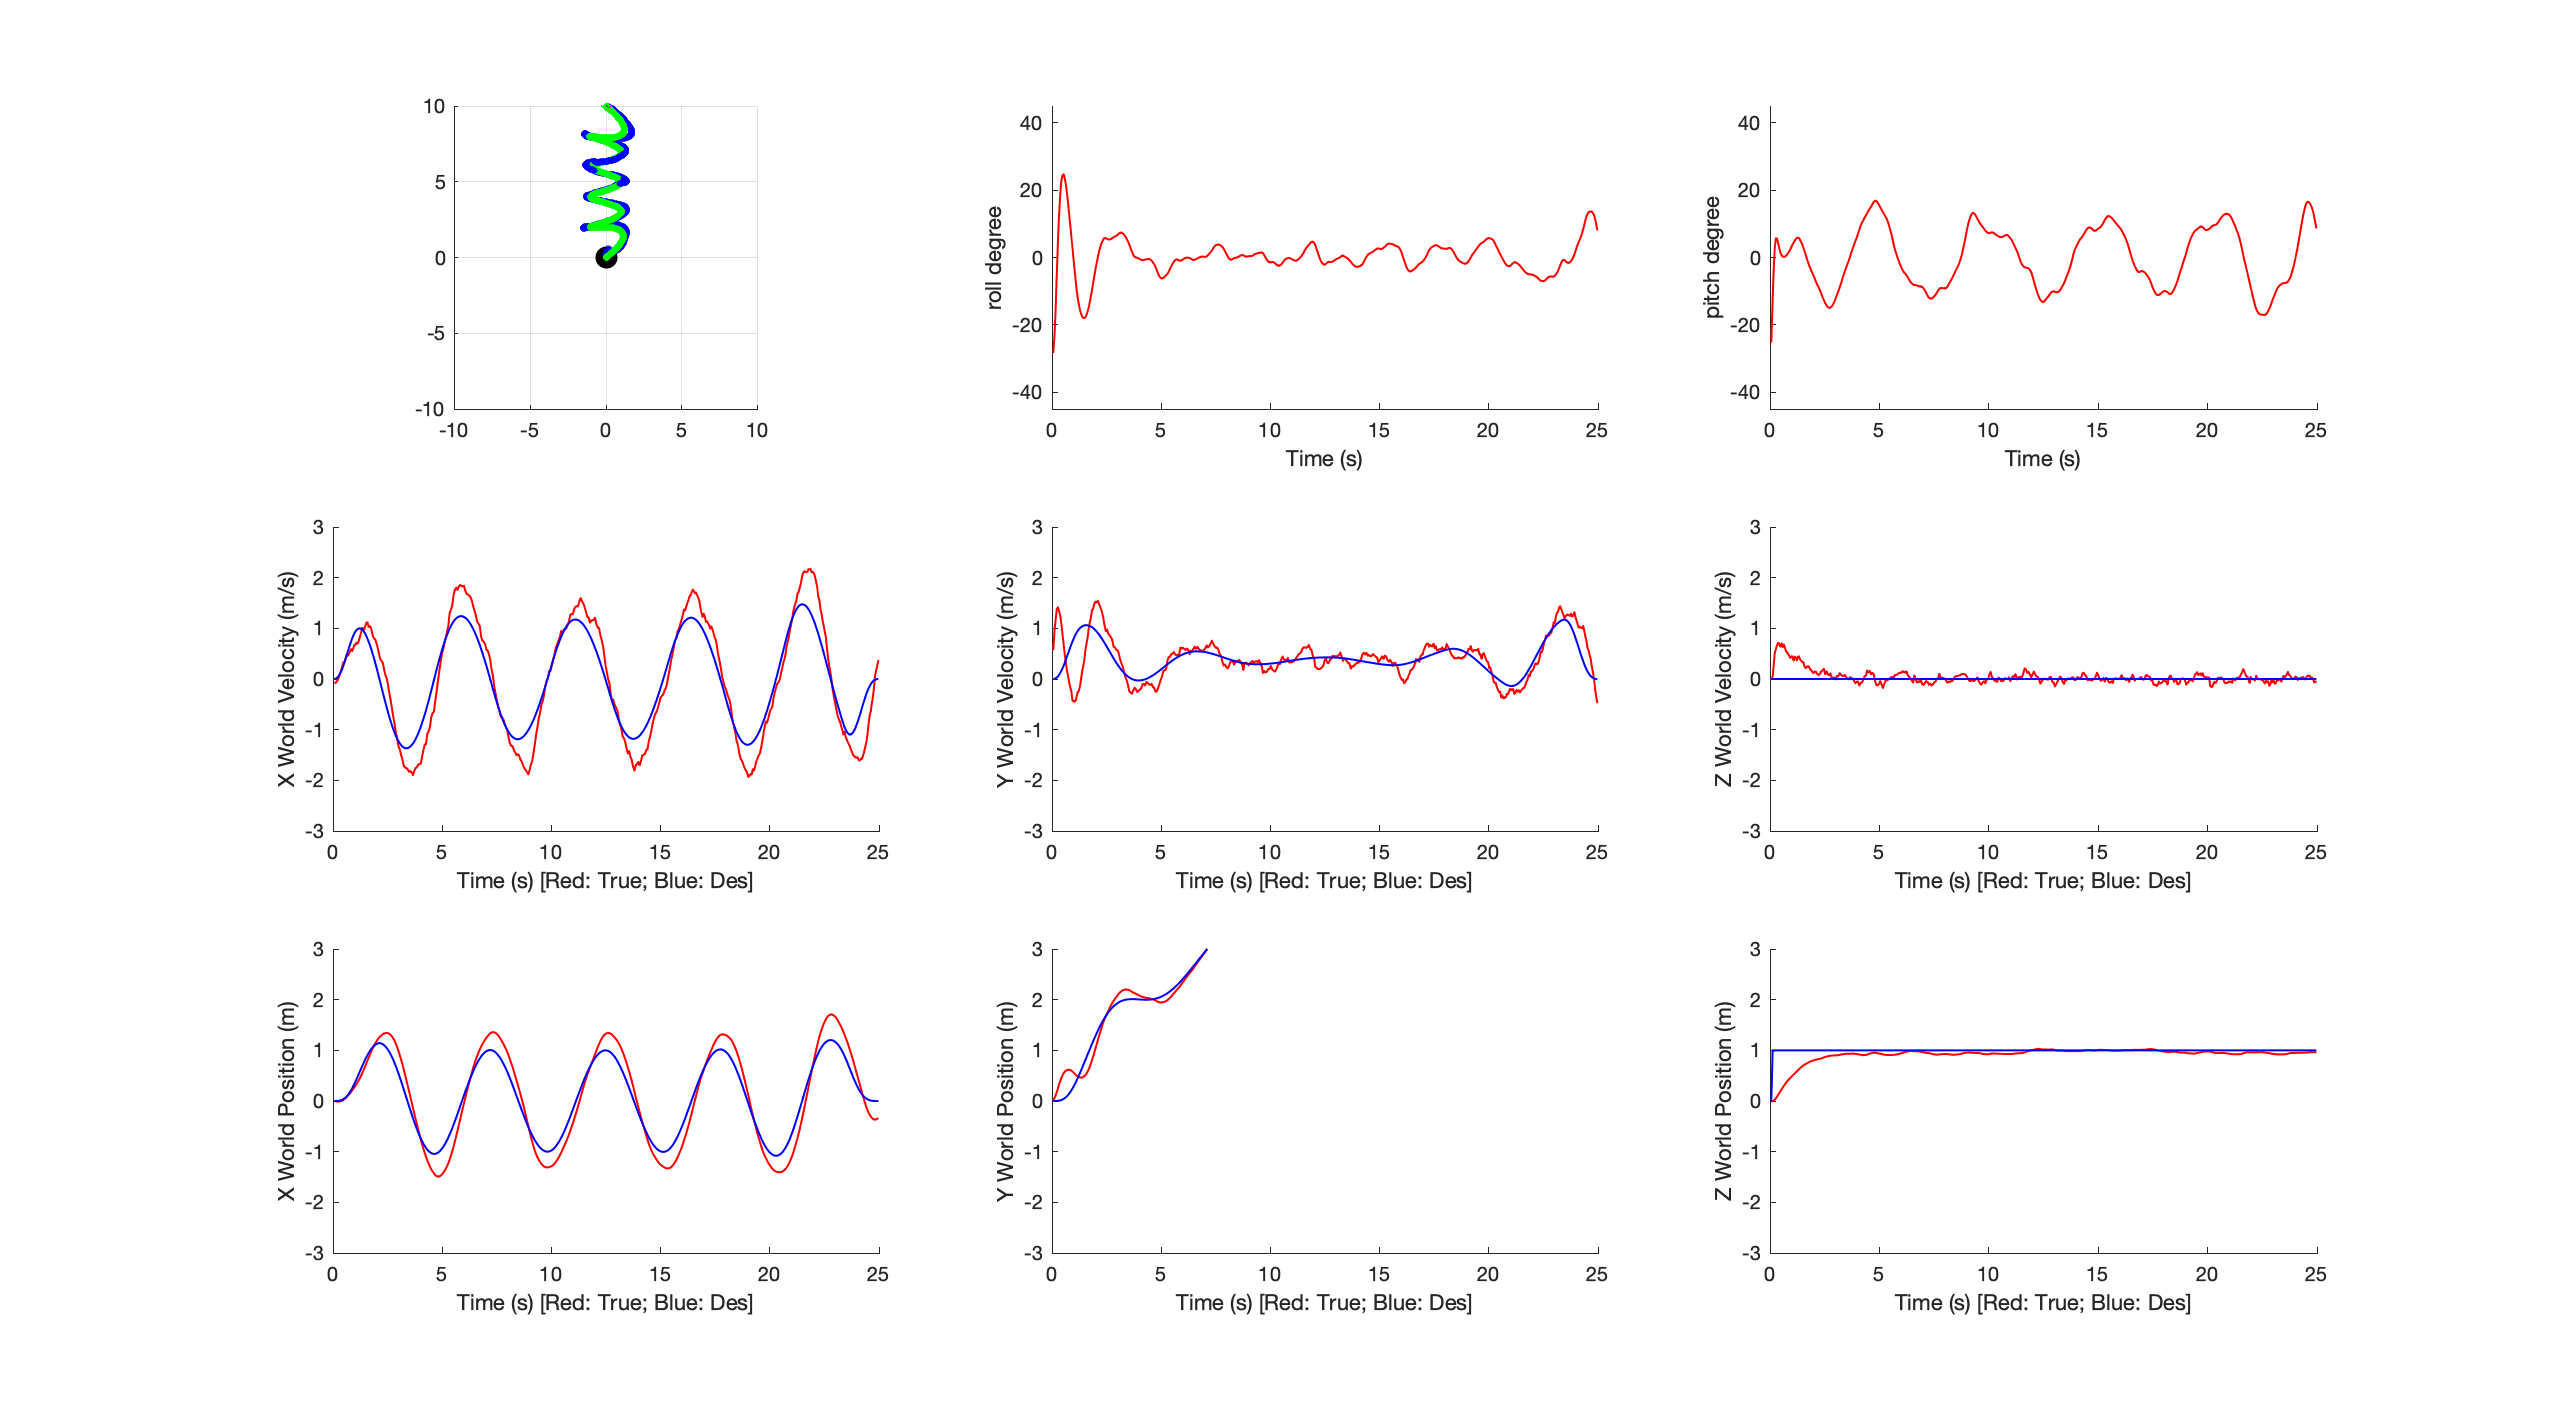 10
5
0
-5
-10
-10 -5 0 5 10
roll degree
40
20
0
-20
-40
0 5 10 15 20 25
Time (s)
pitch degree
40
20
0
-20
-40
0 5 10 15 20 25
Time (s)
X World Velocity (m/s)
3
2
1
0
-1
-2
-3
0 5 10 15 20 25
Time (s) [Red: True; Blue: Des]
Y World Velocity (m/s)
3
2
1
0
-1
-2
-3
0 5 10 15 20 25
Time (s) [Red: True; Blue: Des]
Z World Velocity (m/s)
3
2
1
0
-1
-2
-3
0 5 10 15 20 25
Time (s) [Red: True; Blue: Des]
X World Position (m)
3
2
1
0
-1
-2
-3
0 5 10 15 20 25
Time (s) [Red: True; Blue: Des]
Y World Position (m)
3
2
1
0
-1
-2
-3
0 5 10 15 20 25
Time (s) [Red: True; Blue: Des]
Z World Position (m)
3
2
1
0
-1
-2
-3
0 5 10 15 20 25
Time (s) [Red: True; Blue: Des]